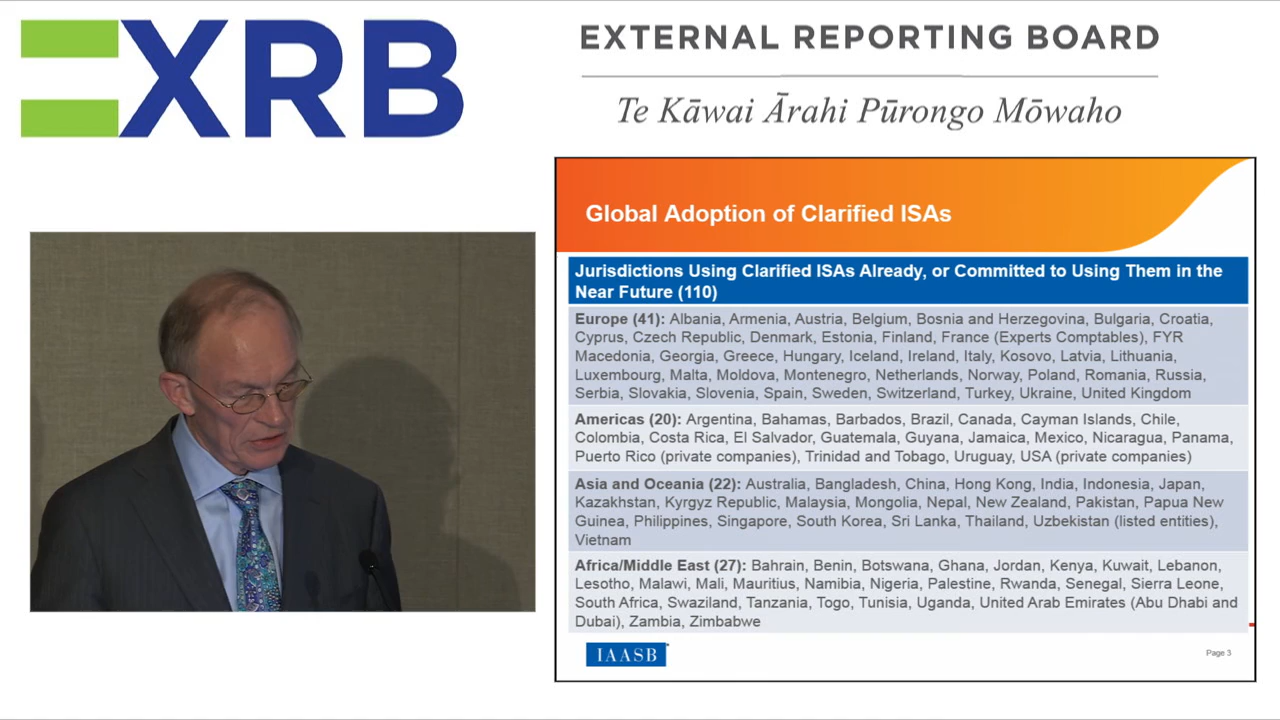 EXRB
EXTERNAL REPORTING BOARD
Te Kāwai Ārahi Pūrongo Mōwaho
Global Adoption of Clarified ISAs
Jurisdictions Using Clarified ISAs Already, or Committed to Using Them in the
Near Future (110)
Europe (41): Albania, Armenia, Austria, Belgium, Bosnia and Herzegovina, Bulgaria, Croatia,
Cyprus, Czech Republic, Denmark, Estonia, Finland, France (Experts Comptables), FYR
Macedonia, Georgia, Greece, Hungary, Iceland, Ireland, Italy, Kosovo, Latvia, Lithuania,
Luxembourg, Malta, Moldova, Montenegro, Netherlands, Norway, Poland, Romania, Russia,
Serbia, Slovakia, Slovenia, Spain, Sweden, Switzerland, Turkey, Ukraine, United Kingdom
Americas (20): Argentina, Bahamas, Barbados, Brazil, Canada, Cayman Islands, Chile,
Colombia, Costa Rica, El Salvador, Guatemala, Guyana, Jamaica, Mexico, Nicaragua, Panama,
Puerto Rico (private companies), Trinidad and Tobago, Uruguay, USA (private companies)
Asia and Oceania (22): Australia, Bangladesh, China, Hong Kong, India, Indonesia, Japan,
Kazakhstan, Kyrgyz Republic, Malaysia, Mongolia, Nepal, New Zealand, Pakistan, Papua New
Guinea, Philippines, Singapore, South Korea, Sri Lanka, Thailand, Uzbekistan (listed entities),
Vietnam
Africa/Middle East (27): Bahrain, Benin, Botswana, Ghana, Jordan, Kenya, Kuwait, Lebanon,
Lesotho, Malawi, Mali, Mauritius, Namibia, Nigeria, Palestine, Rwanda, Senegal, Sierra Leone,
South Africa, Swaziland, Tanzania, Togo, Tunisia, Uganda, United Arab Emirates (Abu Dhabi and
Dubai), Zambia, Zimbabwe
IAASB
Page 3